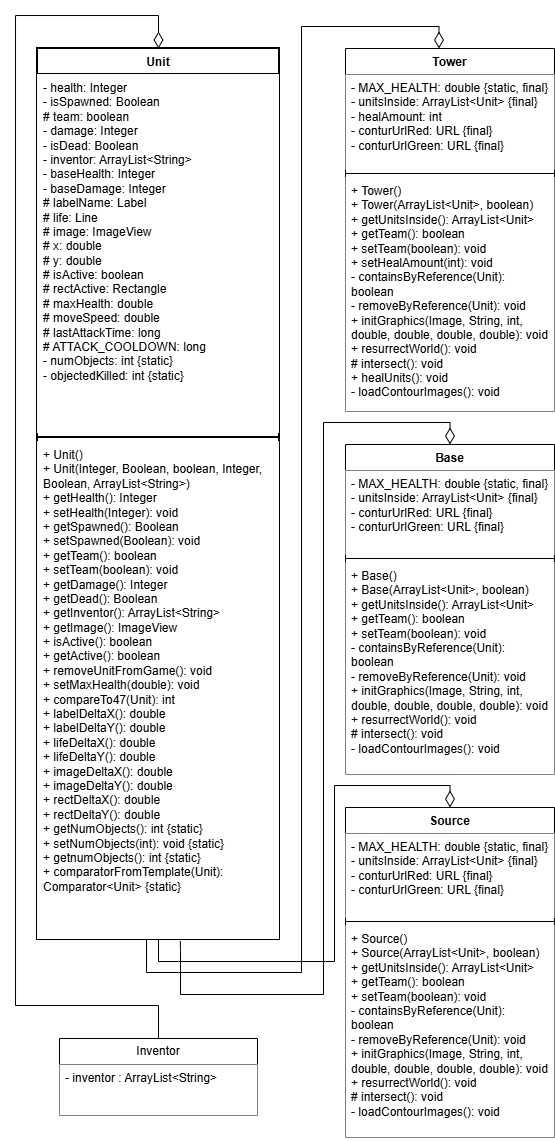 Unit
- health: Integer
- isSpawned: Boolean
# team: boolean
- damage: Integer
- isDead: Boolean
- inventor: ArrayList<String>
- baseHealth: Integer
- baseDamage: Integer
# labelName: Label
# life: Line
# image: ImageView
# x: double
# y: double
# isActive: boolean
# rectActive: Rectangle
# maxHealth: double
# moveSpeed: double
# lastAttackTime: long
# ATTACK_COOLDOWN: long
- numObjects: int {static}
- objectedKilled: int {static}
+ Unit()
+ Unit(Integer, Boolean, boolean, Integer,
Boolean, ArrayList<String>)
+ getHealth(): Integer
+ setHealth(Integer): void
+ getSpawned(): Boolean
+ setSpawned(Boolean): void
+ getTeam(): boolean
+ setTeam(boolean): void
+ getDamage(): Integer
+ getDead(): Boolean
+ getInventor(): ArrayList<String>
+ getImage(): ImageView
+ isActive(): boolean
+ getActive(): boolean
+ removeUnitFromGame(): void
+ setMaxHealth(double): void
+ compareTo47(Unit): int
+ labelDeltaX(): double
+ labelDeltaY(): double
+ lifeDeltaX(): double
+ lifeDeltaY(): double
+ imageDeltaX(): double
+ imageDeltaY(): double
+ rectDeltaX(): double
+ rectDeltaY(): double
+ getNumObjects(): int {static}
+ setNumObjects(int): void {static}
+ getnumObjects(): int {static}
+ comparatorFromTemplate(Unit):
Comparator<Unit> {static}
Inventor
- inventor : ArrayList<String>
Tower
- MAX_HEALTH: double {static, final}
- unitsInside: ArrayList<Unit> {final}
- healAmount: int
- conturUrlRed: URL {final}
- conturUrlGreen: URL {final}
+ Tower()
+ Tower(ArrayList<Unit>, boolean)
+ getUnitsInside(): ArrayList<Unit>
+ getTeam(): boolean
+ setTeam(boolean): void
+ setHealAmount(int): void
- containsByReference(Unit):
boolean
- removeByReference(Unit): void
+ initGraphics(Image, String, int,
double, double, double, double): void
+ resurrectWorld(): void
# intersect(): void
+ healUnits(): void
- loadContourImages(): void
Base
- MAX_HEALTH: double {static, final}
- unitsInside: ArrayList<Unit> {final}
- conturUrlRed: URL {final}
- conturUrlGreen: URL {final}
+ Base()
+ Base(ArrayList<Unit>, boolean)
+ getUnitsInside(): ArrayList<Unit>
+ getTeam(): boolean
+ setTeam(boolean): void
- containsByReference(Unit):
boolean
- removeByReference(Unit): void
+ initGraphics(Image, String, int,
double, double, double, double): void
+ resurrectWorld(): void
# intersect(): void
- loadContourImages(): void
Source
- MAX_HEALTH: double {static, final}
- unitsInside: ArrayList<Unit> {final}
- conturUrlRed: URL {final}
- conturUrlGreen: URL {final}
+ Source()
+ Source(ArrayList<Unit>, boolean)
+ getUnitsInside(): ArrayList<Unit>
+ getTeam(): boolean
+ setTeam(boolean): void
- containsByReference(Unit):
boolean
- removeByReference(Unit): void
+ initGraphics(Image, String, int,
double, double, double, double): void
+ resurrectWorld(): void
# intersect(): void
- loadContourImages(): void